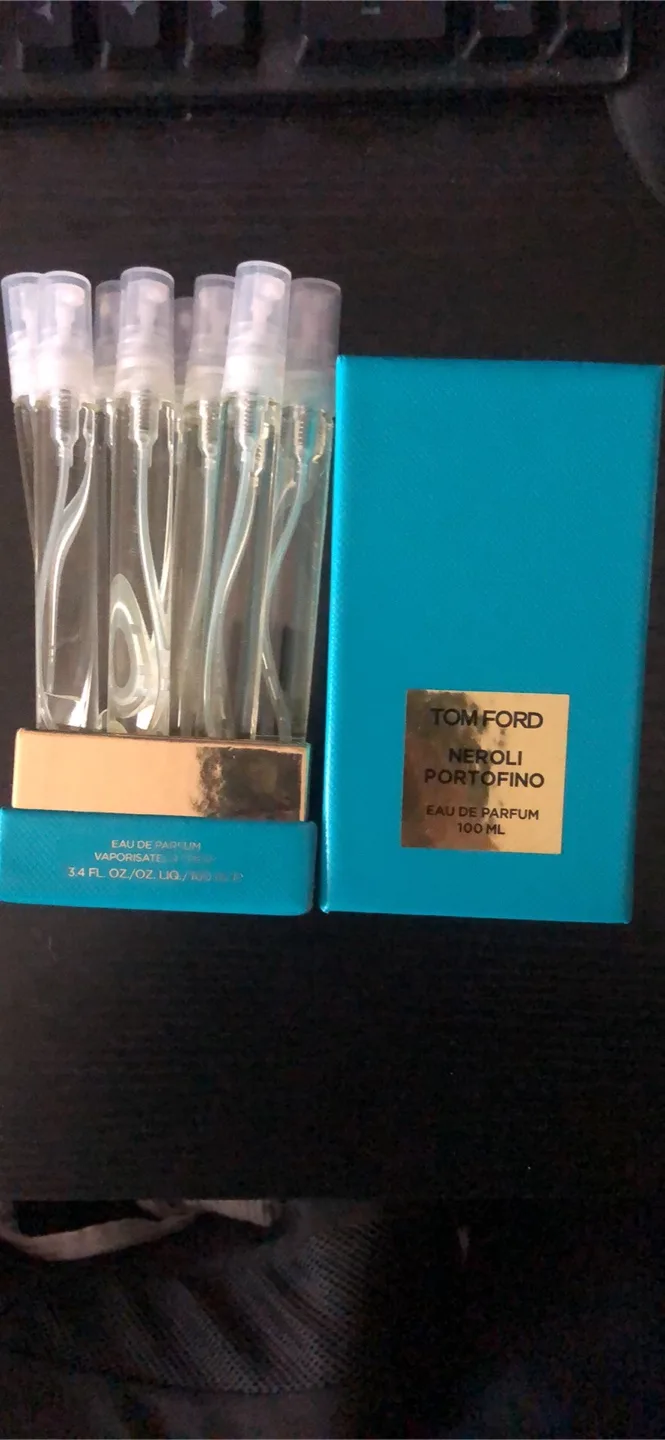 EAU DE PARFUM
3.4 FL. OZ./OZ. LIQ./
TOM FORD
NEROLI
PORTOFINO
EAU DE PARFUM
100 ML